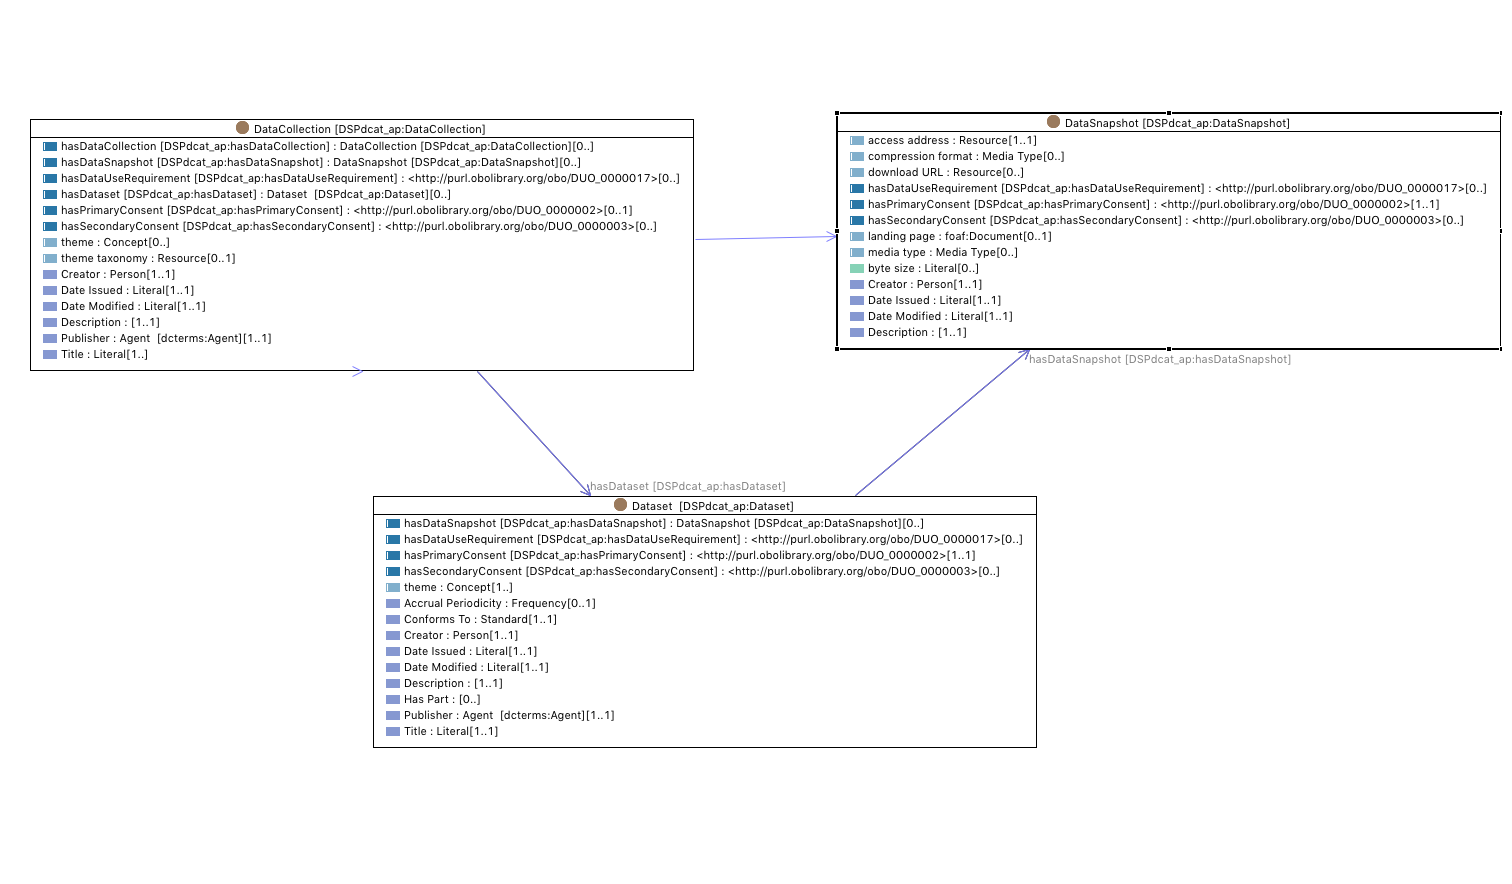 DataCollection [DSPdcat_ap:DataCollection]
hasDataCollection [DSPdcat_ap:hasDataCollection] : DataCollection [DSPdcat_ap:DataCollection][0..]
hasDataSnapshot [DSPdcat_ap:hasDataSnapshot] : DataSnapshot [DSPdcat_ap:DataSnapshot][0..]
hasDataUseRequirement [DSPdcat_ap:hasDataUseRequirement] : <http://purl.obolibrary.org/obo/DUO_0000017>[0..]
hasDataset [DSPdcat_ap:hasDataset] : Dataset  [DSPdcat_ap:Dataset][0..]
hasPrimaryConsent [DSPdcat_ap:hasPrimaryConsent] : <http://purl.obolibrary.org/obo/DUO_0000002>[0..1]
hasSecondaryConsent [DSPdcat_ap:hasSecondaryConsent] : <http://purl.obolibrary.org/obo/DUO_0000003>[0..]
theme : Concept[0..]
theme taxonomy : Resource[0..1]
Creator : Person[1..1]
Date Issued : Literal[1..1]
Date Modified : Literal[1..1]
Description : [1..1]
Publisher : Agent  [dcterms:Agent][1..1]
Title : Literal[1..]
DataSnapshot [DSPdcat_ap:DataSnapshot]
access address : Resource[1..1]
compression format : Media Type[0..]
download URL : Resource[0..]
hasDataUseRequirement [DSPdcat_ap:hasDataUseRequirement] : <http://purl.obolibrary.org/obo/DUO_0000017>[0..]
hasPrimaryConsent [DSPdcat_ap:hasPrimaryConsent] : <http://purl.obolibrary.org/obo/DUO_0000002>[1..1]
hasSecondaryConsent [DSPdcat_ap:hasSecondaryConsent] : <http://purl.obolibrary.org/obo/DUO_0000003>[0..]
landing page : foaf:Document[0..1]
media type : Media Type[0..]
byte size : Literal[0..]
Creator : Person[1..1]
Date Issued : Literal[1..1]
Date Modified : Literal[1..1]
Description : [1..1]
hasDataSnapshot [DSPdcat_ap:hasDataSnapshot]
hasDataset [DSPdcat_ap:hasDataset]
Dataset  [DSPdcat_ap:Dataset]
hasDataSnapshot [DSPdcat_ap:hasDataSnapshot] : DataSnapshot [DSPdcat_ap:DataSnapshot][0..]
hasDataUseRequirement [DSPdcat_ap:hasDataUseRequirement] : <http://purl.obolibrary.org/obo/DUO_0000017>[0..]
hasPrimaryConsent [DSPdcat_ap:hasPrimaryConsent] : <http://purl.obolibrary.org/obo/DUO_0000002>[1..1]
hasSecondaryConsent [DSPdcat_ap:hasSecondaryConsent] : <http://purl.obolibrary.org/obo/DUO_0000003>[0..]
theme : Concept[1..]
Accrual Periodicity : Frequency[0..1]
Conforms To : Standard[1..1]
Creator : Person[1..1]
Date Issued : Literal[1..1]
Date Modified : Literal[1..1]
Description : [1..1]
Has Part : [0..]
Publisher : Agent  [dcterms:Agent][1..1]
Title : Literal[1..1]